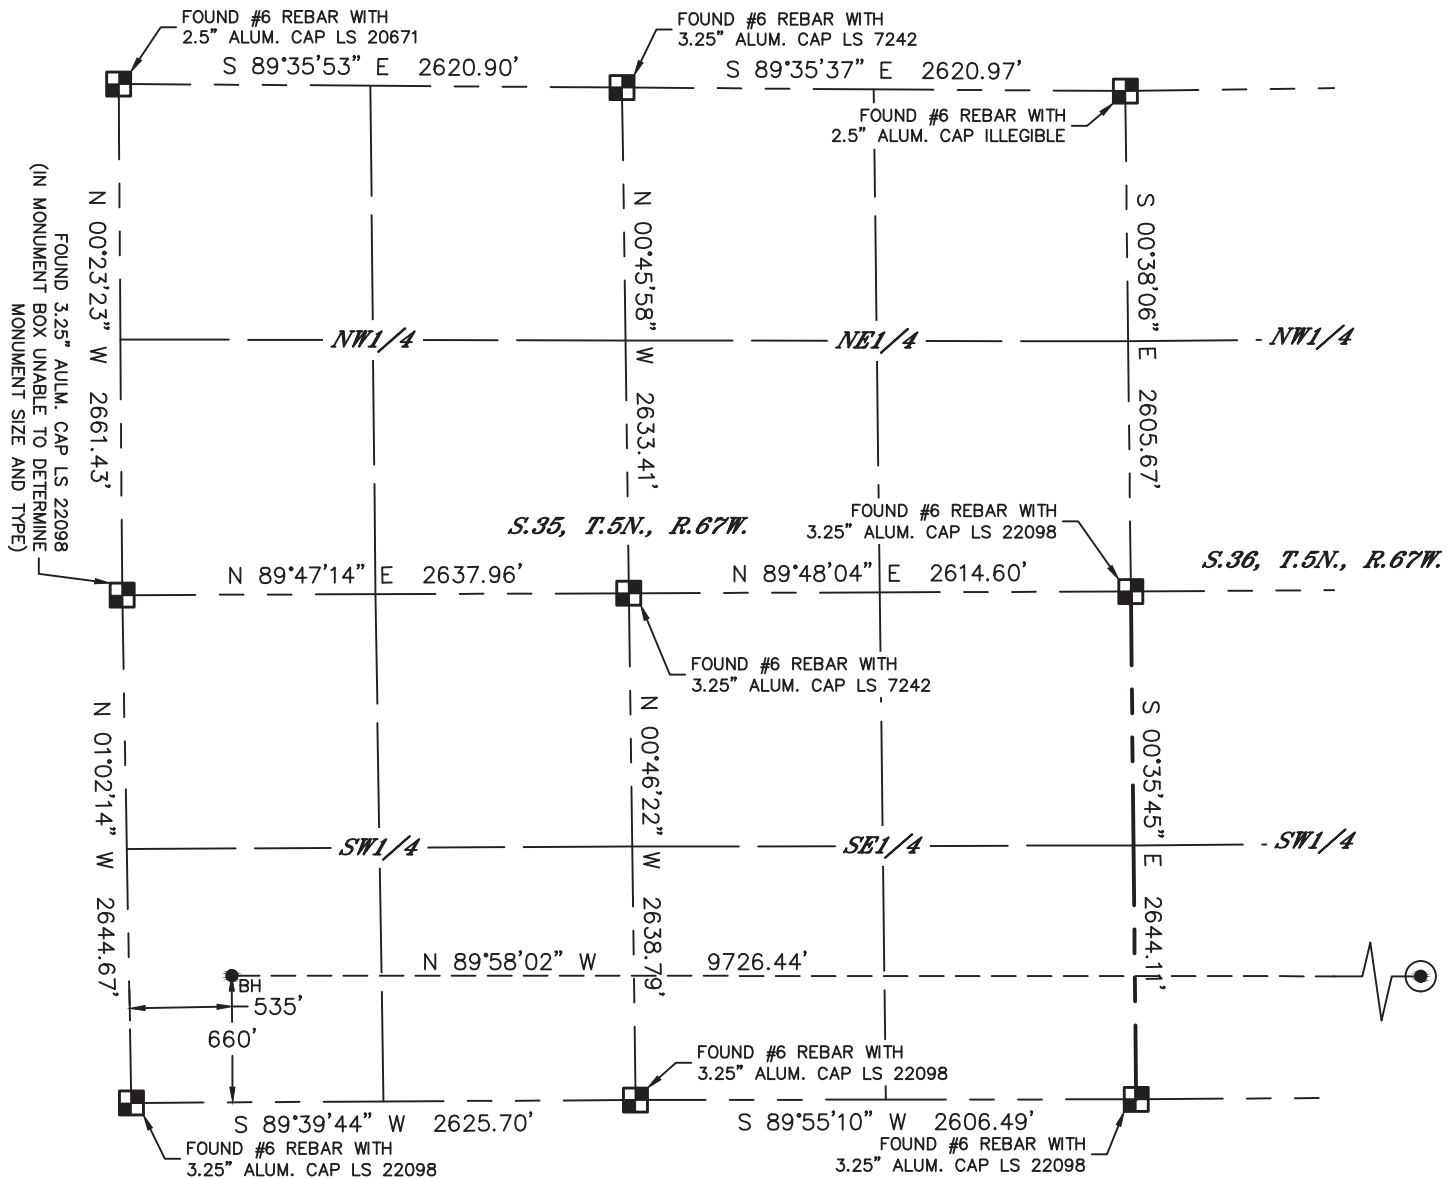 FOUND #6 REBAR WITH
2.5" ALUM. CAP LS 20671
FOUND #6 REBAR WITH
3.25" ALUM. CAP LS 7242
S 89°35'53" E 2620.90'
S 89°35'37" E 2620.97'
FOUND #6 REBAR WITH
2.5" ALUM. CAP ILLEGIBLE
N 00°23'23" W 2661.43'
N 00°45'58" W 2633.41'
S 00°38'06" E 2605.67'
FOUND 3.25" AULM. CAP LS 22098
(IN MONUMENT BOX UNABLE TO DETERMINE
MONUMENT SIZE AND TYPE)
NW1/4
NE1/4
NW1/4
S.35, T.5N., R.67W.
FOUND #6 REBAR WITH
3.25" ALUM. CAP LS 22098
S.36, T.5N., R.67W.
N 89°47'14" E 2637.96'
N 89°48'04" E 2614.60'
FOUND #6 REBAR WITH
3.25" ALUM. CAP LS 7242
N 01°02'14" W 2644.67'
N 00°46'22" W 2638.79'
S 00°35'45" E 2644.11'
SW1/4
SE1/4
SW1/4
N 89°58'02" W 9726.44'
BH
535'
660'
FOUND #6 REBAR WITH
3.25" ALUM. CAP LS 22098
S 89°39'44" W 2625.70'
S 89°55'10" W 2606.49'
FOUND #6 REBAR WITH
3.25" ALUM. CAP LS 22098
FOUND #6 REBAR WITH
3.25" ALUM. CAP LS 22098